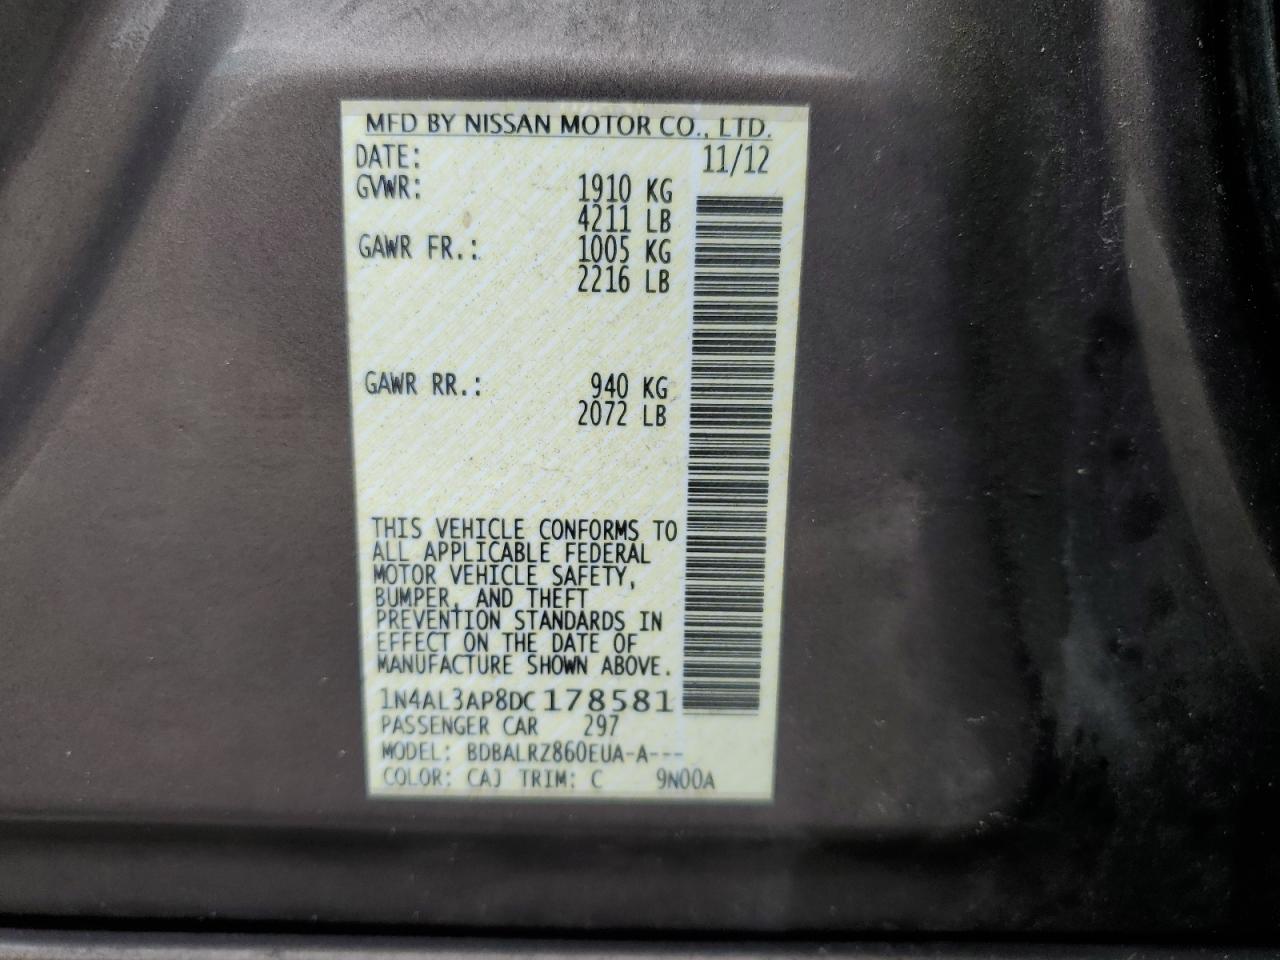 MFD BY NISSAN MOTOR CO., LTD.
DATE: 11/12
GVWR: 1910 KG
4211 LB
GAWR FR.: 1005 KG
2216 LB
GAWR RR.: 940 KG
2072 LB
THIS VEHICLE CONFORMS TO
ALL APPLICABLE FEDERAL
MOTOR VEHICLE SAFETY,
BUMPER, AND THEFT
PREVENTION STANDARDS IN
EFFECT ON THE DATE OF
MANUFACTURE SHOWN ABOVE.
1N4AL3AP8DC178581
PASSENGER CAR 297
MODEL: BDBALRZ860EUA-A---
COLOR: CAJ TRIM: C 9N00A